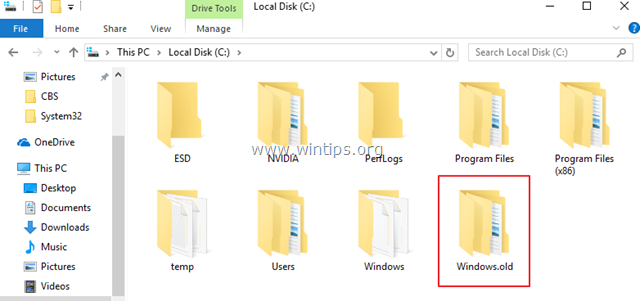 Drive Tools
Local Disk (C:)
File
Home
Share
View
Manage
This PC
Local Disk (C:)
Search Local Disk (C:)
Pictures
CBS
System32
OneDrive
This PC
Desktop
Documents
Downloads
Music
Pictures
Videos
ESD
NVIDIA
PerfLogs
Program Files
Program Files
(x86)
www.wintips.org
temp
Users
Windows
Windows.old